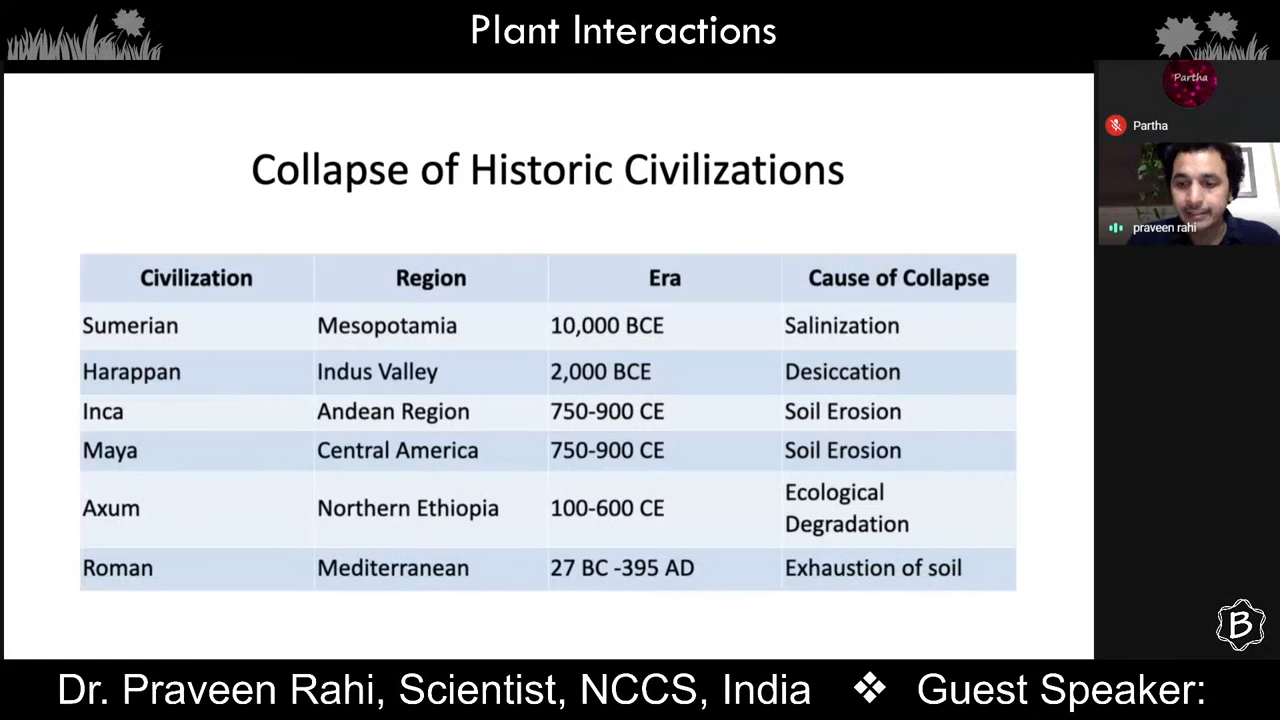 Plant Interactions
Collapse of Historic Civilizations
Civilization Region Era Cause of Collapse
Sumerian Mesopotamia 10,000 BCE Salinization
Harappan Indus Valley 2,000 BCE Desiccation
Inca Andean Region 750-900 CE Soil Erosion
Maya Central America 750-900 CE Soil Erosion
Axum Northern Ethiopia 100-600 CE Ecological
Degradation
Roman Mediterranean 27 BC -395 AD Exhaustion of soil
Partha
Partha
praveen rahi
B
Dr. Praveen Rahi, Scientist, NCCS, India ❖ Guest Speaker: